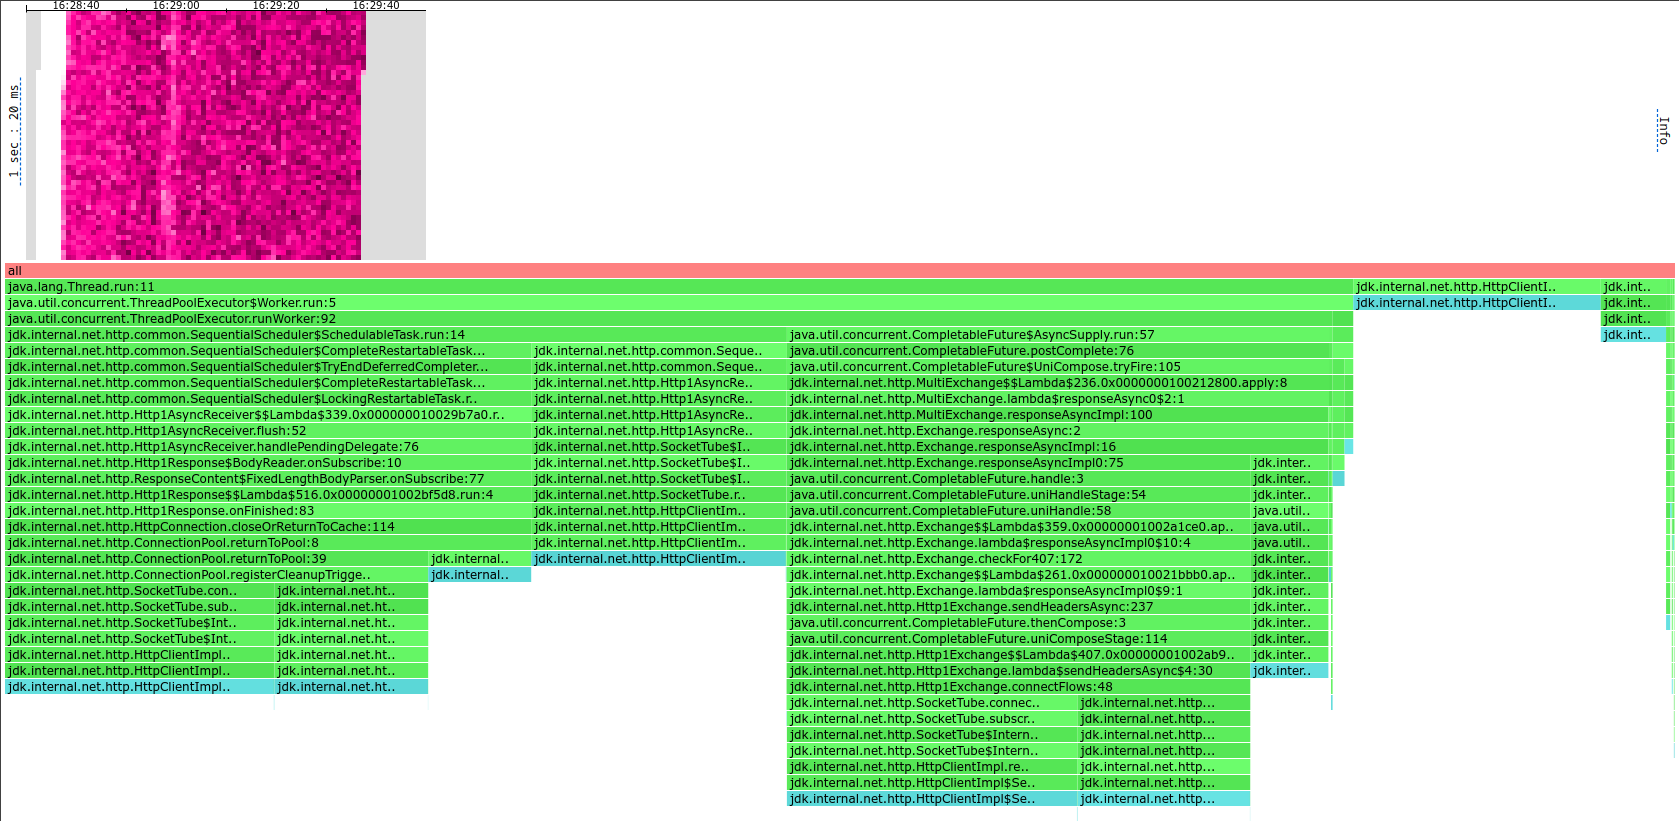 16:28:40 16:29:00 16:29:20 16:29:40
1 sec : 20 ms
Info
all
java.lang.Thread.run:11 jdk.internal.net.http.HttpClientI.. jdk.int..
java.util.concurrent.ThreadPoolExecutor$Worker.run:5 jdk.internal.net.http.HttpClientI.. jdk.int..
java.util.concurrent.ThreadPoolExecutor.runWorker:92 jdk.int..
jdk.internal.net.http.common.SequentialScheduler$SchedulableTask.run:14 java.util.concurrent.CompletableFuture$AsyncSupply.run:57 jdk.int..
jdk.internal.net.http.common.SequentialScheduler$CompleteRestartableTask... jdk.internal.net.http.common.Seque.. java.util.concurrent.CompletableFuture.postComplete:76
jdk.internal.net.http.common.SequentialScheduler$TryEndDeferredCompleter... jdk.internal.net.http.common.Seque.. java.util.concurrent.CompletableFuture$UniCompose.tryFire:105
jdk.internal.net.http.common.SequentialScheduler$CompleteRestartableTask... jdk.internal.net.http.Http1AsyncRe.. jdk.internal.net.http.MultiExchange$$Lambda$236.0x0000000100212800.apply:8
jdk.internal.net.http.common.SequentialScheduler$LockingRestartableTask.r.. jdk.internal.net.http.Http1AsyncRe.. jdk.internal.net.http.MultiExchange.lambda$responseAsync0$2:1
jdk.internal.net.http.Http1AsyncReceiver$$Lambda$339.0x000000010029b7a0.r.. jdk.internal.net.http.Http1AsyncRe.. jdk.internal.net.http.MultiExchange.responseAsyncImpl:100
jdk.internal.net.http.Http1AsyncReceiver.flush:52 jdk.internal.net.http.Http1AsyncRe.. jdk.internal.net.http.Exchange.responseAsync:2
jdk.internal.net.http.Http1AsyncReceiver.handlePendingDelegate:76 jdk.internal.net.http.SocketTube$I.. jdk.internal.net.http.Exchange.responseAsyncImpl:16
jdk.internal.net.http.Http1Response$BodyReader.onSubscribe:10 jdk.internal.net.http.SocketTube$I.. jdk.internal.net.http.Exchange.responseAsyncImpl0:75 jdk.inter..
jdk.internal.net.http.ResponseContent$FixedLengthBodyParser.onSubscribe:77 jdk.internal.net.http.SocketTube$I.. java.util.concurrent.CompletableFuture.handle:3 jdk.inter..
jdk.internal.net.http.Http1Response$$Lambda$516.0x00000001002bf5d8.run:4 jdk.internal.net.http.SocketTube.r.. java.util.concurrent.CompletableFuture.uniHandleStage:54 jdk.inter..
jdk.internal.net.http.Http1Response.onFinished:83 jdk.internal.net.http.HttpClientIm.. java.util.concurrent.CompletableFuture.uniHandle:58 java.util..
jdk.internal.net.http.HttpConnection.closeOrReturnToCache:114 jdk.internal.net.http.HttpClientIm.. jdk.internal.net.http.Exchange$$Lambda$359.0x00000001002a1ce0.ap.. java.util..
jdk.internal.net.http.ConnectionPool.returnToPool:8 jdk.internal.net.http.HttpClientIm.. jdk.internal.net.http.Exchange.lambda$responseAsyncImpl0$10:4 java.util..
jdk.internal.net.http.ConnectionPool.returnToPool:39 jdk.internal.. jdk.internal.net.http.HttpClientIm.. jdk.internal.net.http.Exchange.checkFor407:172 jdk.inter..
jdk.internal.net.http.ConnectionPool.registerCleanupTrigge.. jdk.internal.. jdk.internal.net.http.Exchange$$Lambda$261.0x000000010021bbb0.ap.. jdk.inter..
jdk.internal.net.http.SocketTube.con.. jdk.internal.net.ht.. jdk.internal.net.http.Exchange.lambda$responseAsyncImpl0$9:1 jdk.inter..
jdk.internal.net.http.SocketTube.sub.. jdk.internal.net.ht.. jdk.internal.net.http.Http1Exchange.sendHeadersAsync:237 jdk.inter..
jdk.internal.net.http.SocketTube$Int.. jdk.internal.net.ht.. java.util.concurrent.CompletableFuture.thenCompose:3 jdk.inter..
jdk.internal.net.http.SocketTube$Int.. jdk.internal.net.ht.. java.util.concurrent.CompletableFuture.uniComposeStage:114 jdk.inter..
jdk.internal.net.http.HttpClientImpl.. jdk.internal.net.ht.. jdk.internal.net.http.Http1Exchange$$Lambda$407.0x00000001002ab9.. jdk.inter..
jdk.internal.net.http.HttpClientImpl.. jdk.internal.net.ht.. jdk.internal.net.http.Http1Exchange.lambda$sendHeadersAsync$4:30 jdk.inter..
jdk.internal.net.http.HttpClientImpl.. jdk.internal.net.ht.. jdk.internal.net.http.Http1Exchange.connectFlows:48
jdk.internal.net.http.SocketTube.connec.. jdk.internal.net.http...
jdk.internal.net.http.SocketTube.subscr.. jdk.internal.net.http...
jdk.internal.net.http.SocketTube$Intern.. jdk.internal.net.http...
jdk.internal.net.http.SocketTube$Intern.. jdk.internal.net.http...
jdk.internal.net.http.HttpClientImpl.re.. jdk.internal.net.http...
jdk.internal.net.http.HttpClientImpl$Se.. jdk.internal.net.http...
jdk.internal.net.http.HttpClientImpl$Se.. jdk.internal.net.http...